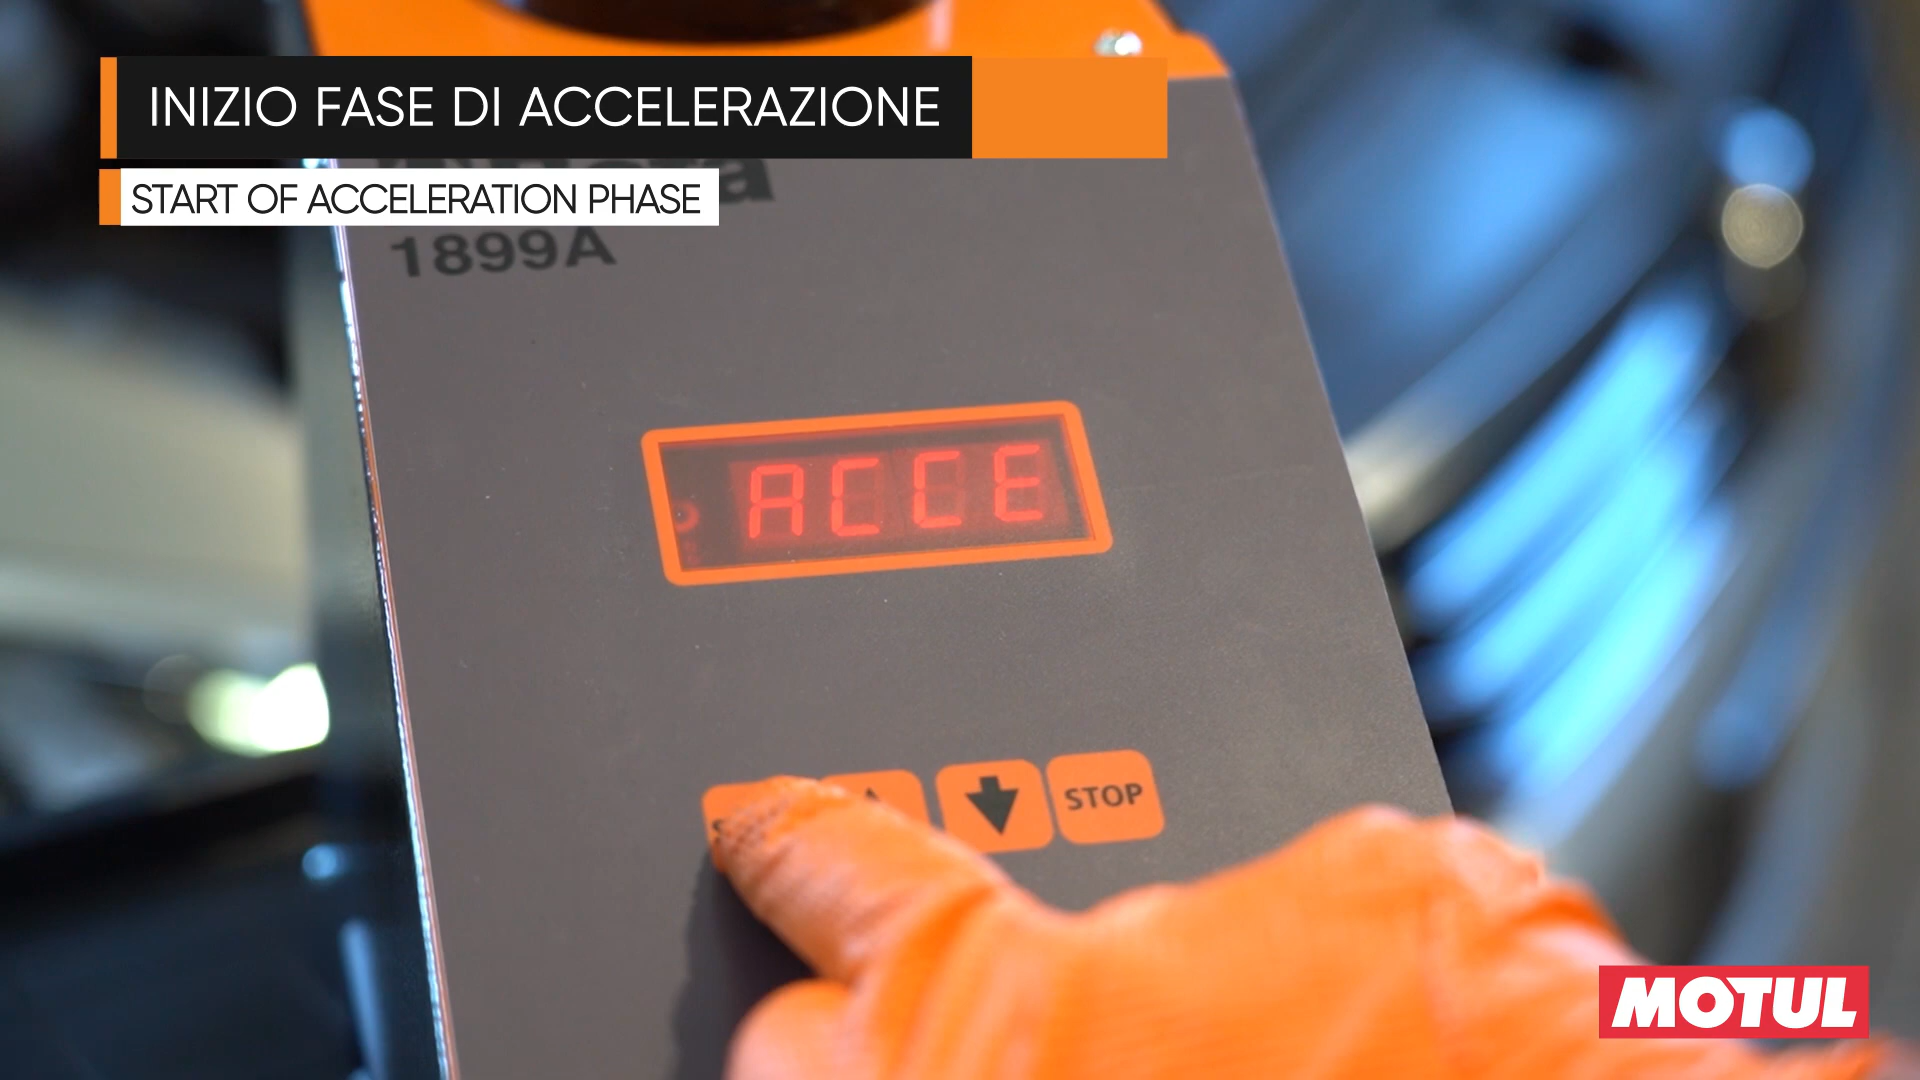 INIZIO FASE DI ACCELERAZIONE
START OF ACCELERATION PHASE
1899A
ACCE
STOP
MOTUL